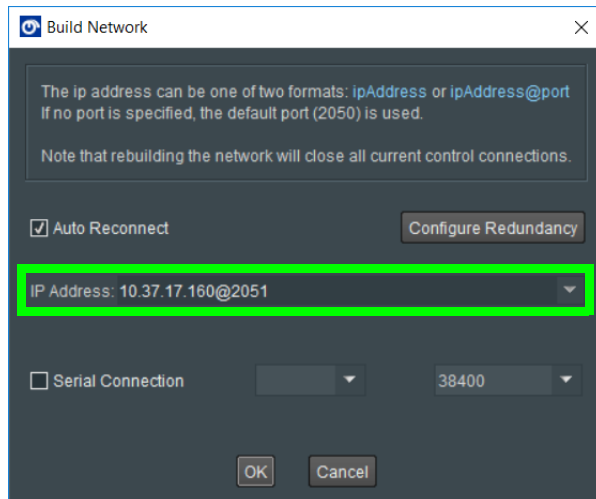 Build Network
The ip address can be one of two formats: ipAddress or ipAddress@port
If no port is specified, the default port (2050) is used.
Note that rebuilding the network will close all current control connections.
Auto Reconnect
Configure Redundancy
IP Address: 10.37.17.160@2051
Serial Connection
38400
OK
Cancel